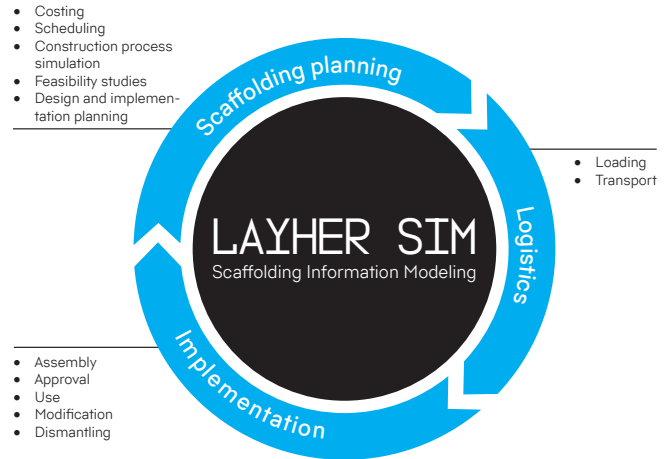 • Costing
• Scheduling
• Construction process
simulation
• Feasibility studies
• Design and implemen-
tation planning
Scaffolding planning
• Loading
• Transport
Logistics
LAYHER SIM
Scaffolding Information Modeling
Implementation
• Assembly
• Approval
• Use
• Modification
• Dismantling